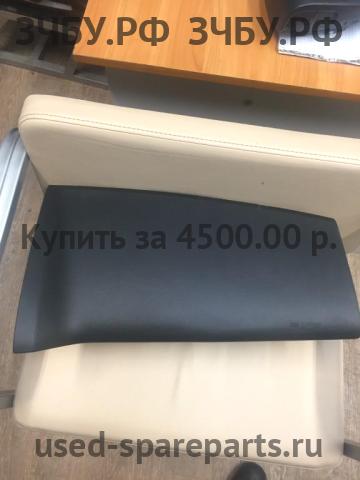 ЗЧБУ.РФ ЗЧБУ.РФ
Купить за 4500.00 р.
used-spareparts.ru